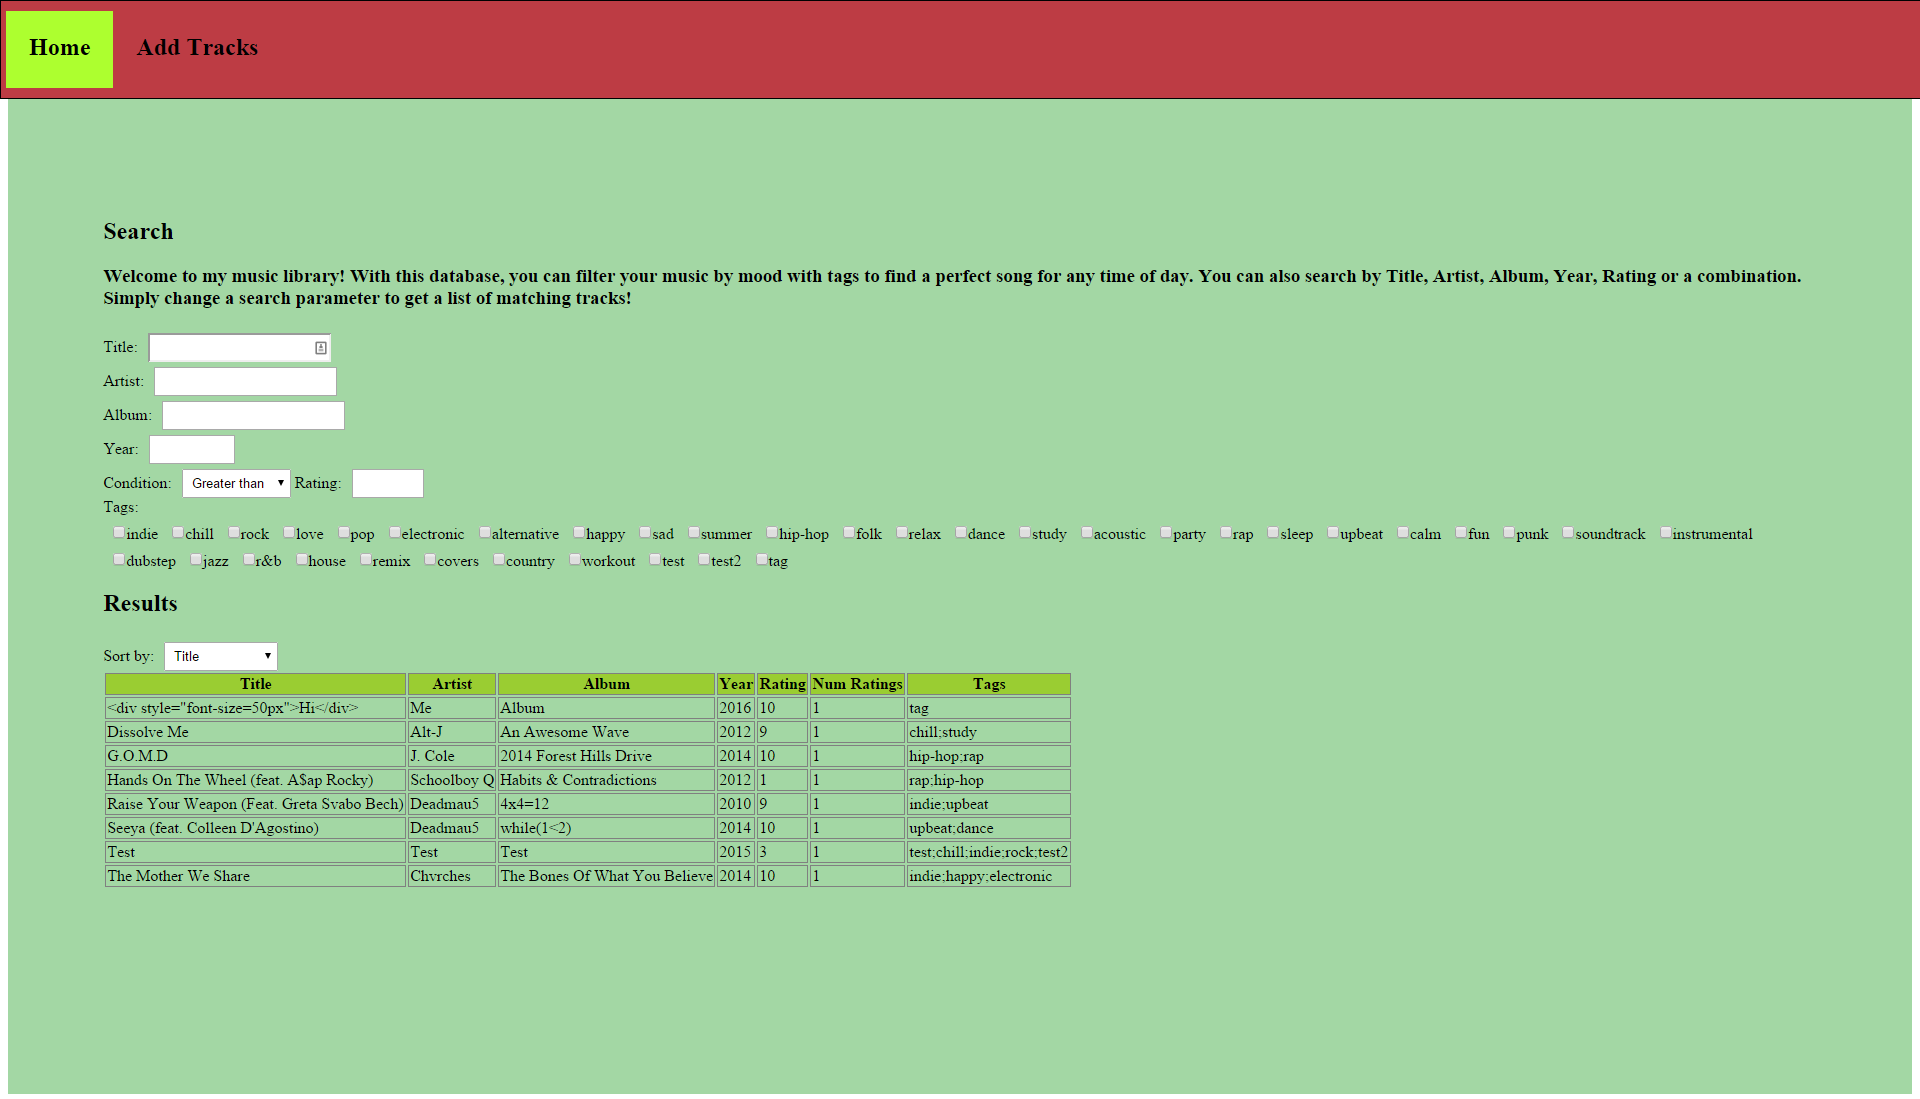 Home Add Tracks
Search
Welcome to my music library! With this database, you can filter your music by mood with tags to find a perfect song for any time of day. You can also search by Title, Artist, Album, Year, Rating or a combination.
Simply change a search parameter to get a list of matching tracks!
Title:
Artist:
Album:
Year:
Condition: Greater than Rating:
Tags:
indie chill rock love pop electronic alternative happy sad summer hip-hop folk relax dance study acoustic party rap sleep upbeat calm fun punk soundtrack instrumental
dubstep jazz r&b house remix covers country workout test test2 tag
Results
Sort by: Title
Title Artist Album Year Rating Num Ratings Tags
<div style="font-size=50px">Hi</div> Me Album 2016 10 1 tag
Dissolve Me Alt-J An Awesome Wave 2012 9 1 chill;study
G.O.M.D J. Cole 2014 Forest Hills Drive 2014 10 1 hip-hop;rap
Hands On The Wheel (feat. A$ap Rocky) Schoolboy Q Habits & Contradictions 2012 1 1 rap;hip-hop
Raise Your Weapon (Feat. Greta Svabo Bech) Deadmau5 4x4=12 2010 9 1 indie;upbeat
Seeya (feat. Colleen D'Agostino) Deadmau5 while(1<2) 2014 10 1 upbeat;dance
Test Test Test 2015 3 1 test;chill;indie;rock;test2
The Mother We Share Chvrches The Bones Of What You Believe 2014 10 1 indie;happy;electronic